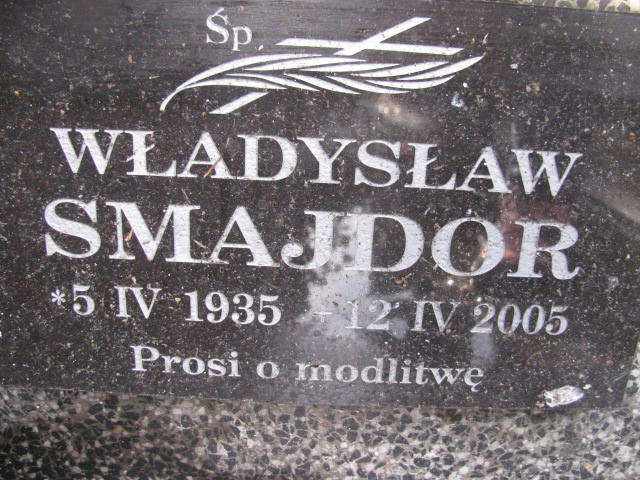 Śp
WŁADYSŁAW
SMAJDOR
*5 IV 1935 +12 IV 2005
Prosi o modlitwę